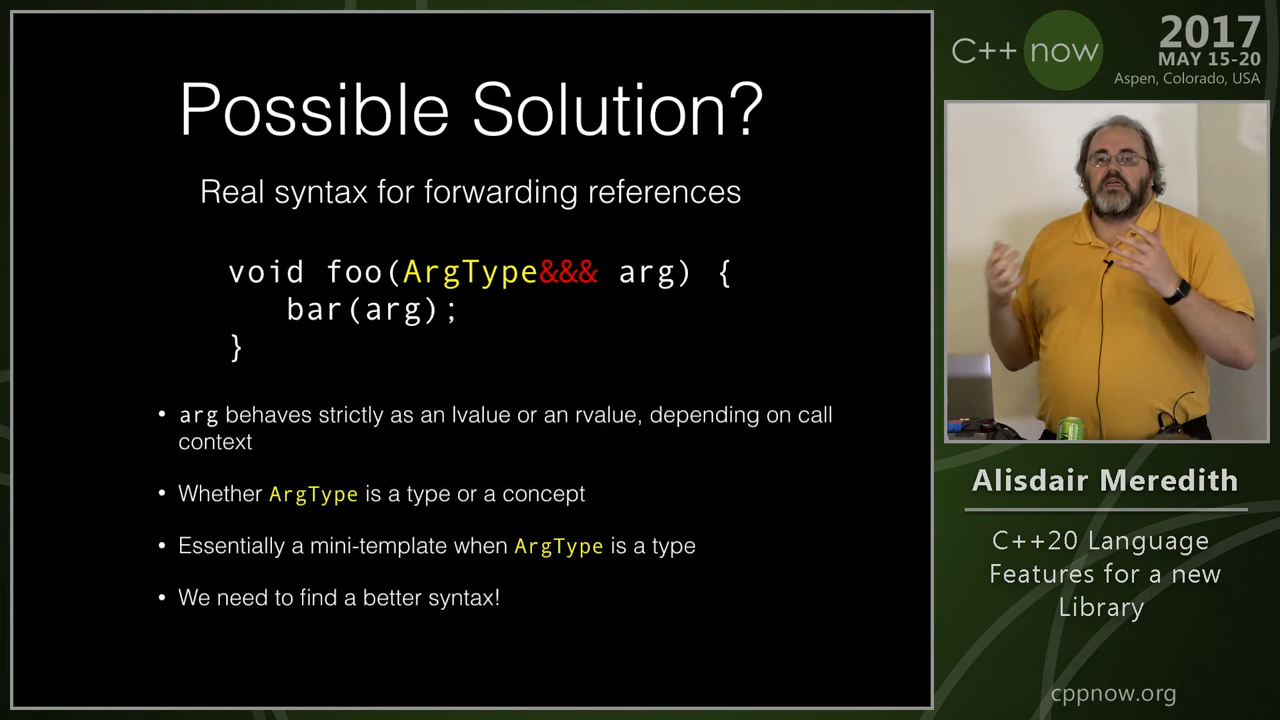 Possible Solution?
Real syntax for forwarding references
void foo(ArgType&&& arg) {
bar(arg);
}
• arg behaves strictly as an lvalue or an rvalue, depending on call
context
• Whether ArgType is a type or a concept
• Essentially a mini-template when ArgType is a type
• We need to find a better syntax!
C++ now
2017
MAY 15-20
Aspen, Colorado, USA
Alisdair Meredith
C++20 Language
Features for a new
Library
cppnow.org